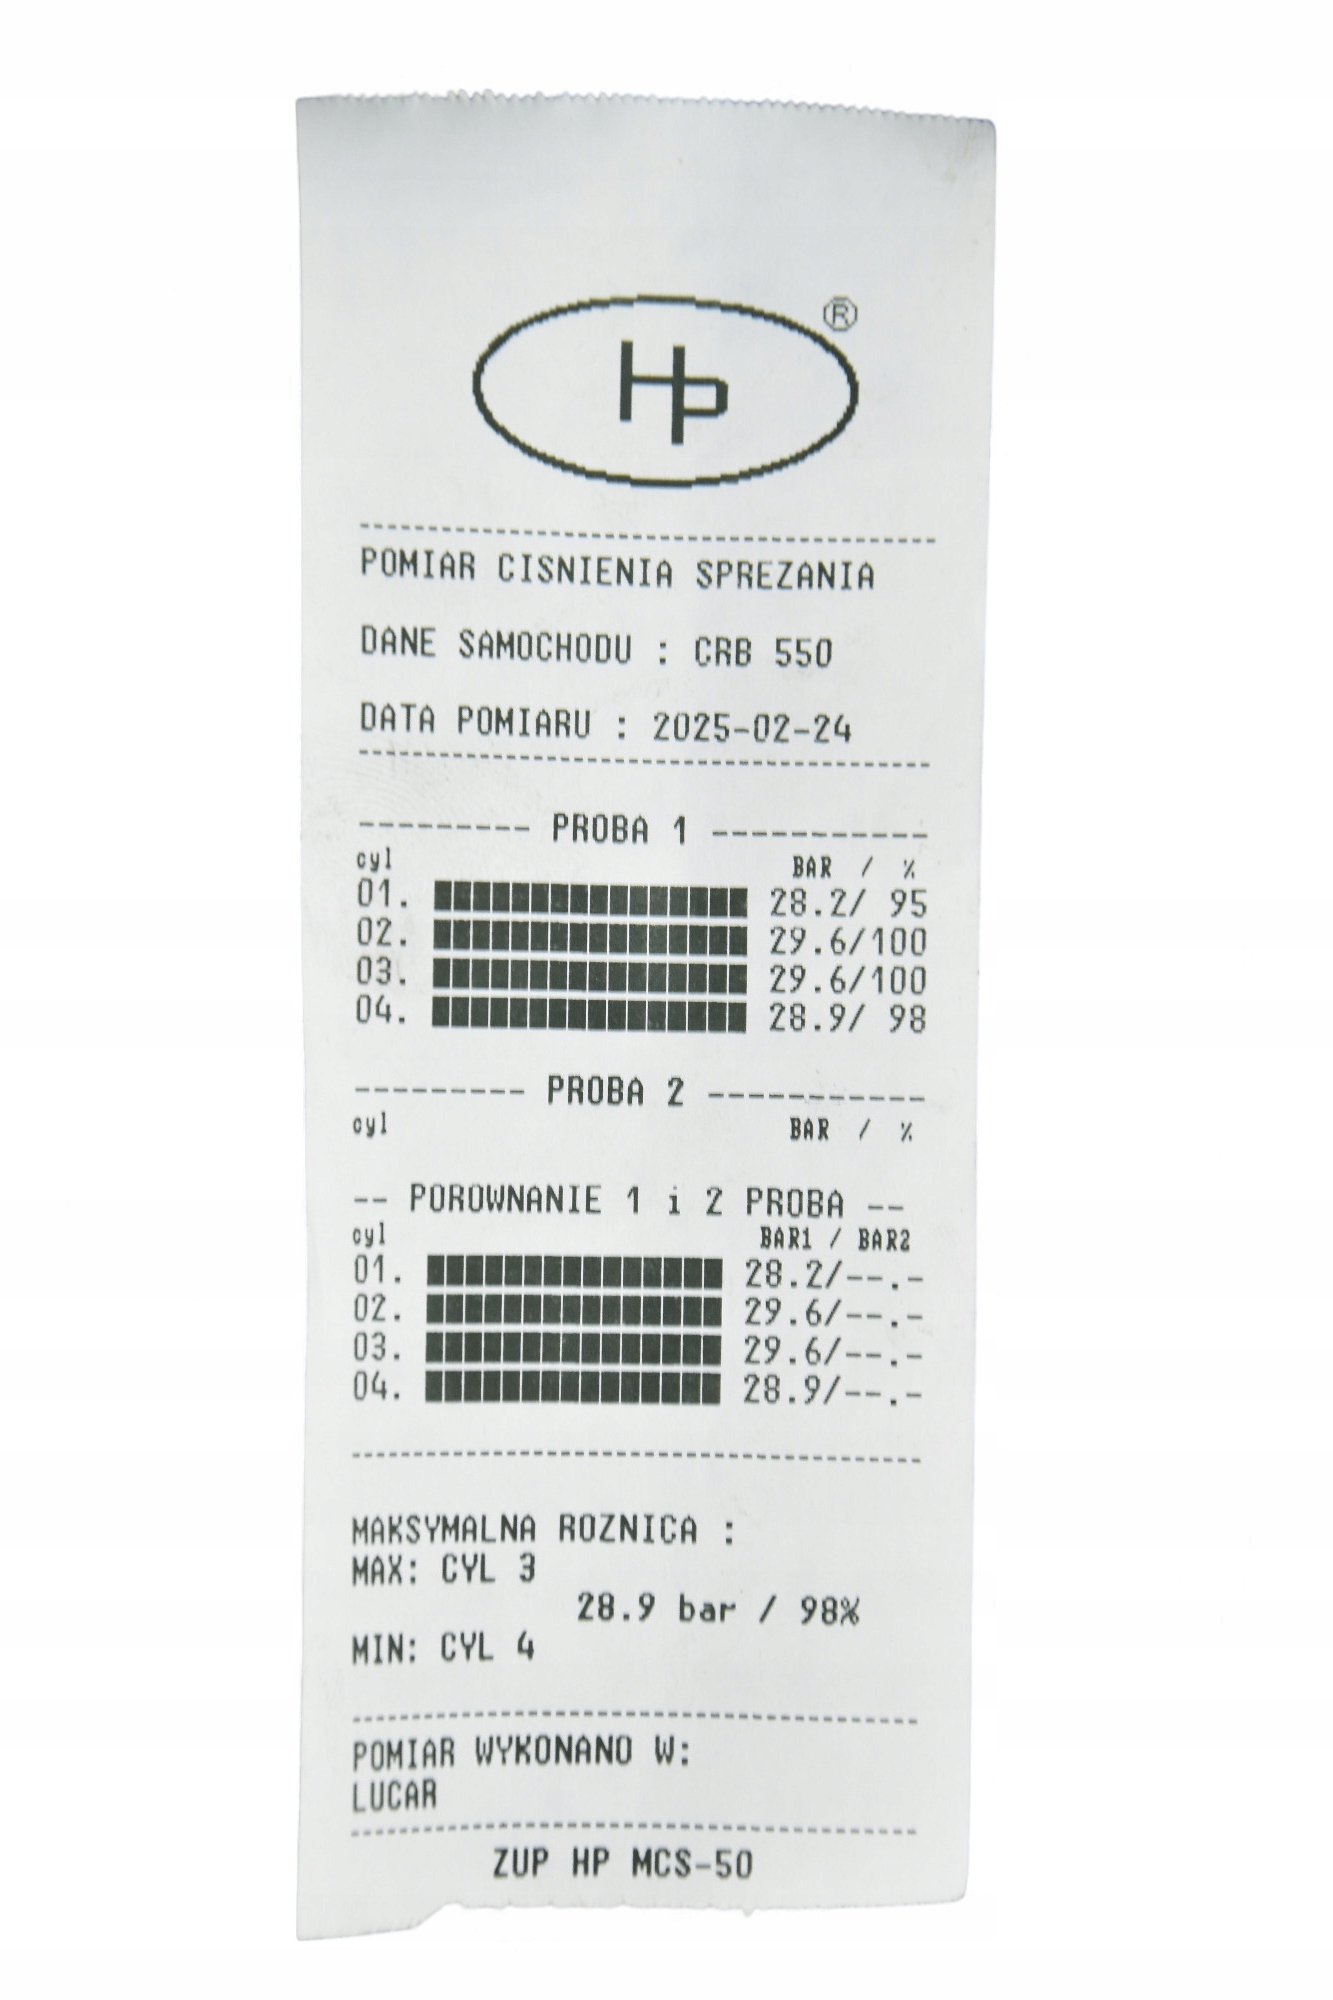 HP ®
POMIAR CISNIENIA SPREZANIA
DANE SAMOCHODU : CRB 550
DATA POMIARU : 2025-02-24
--------- PROBA 1 -----------
cyl BAR / %
01. 28.2/ 95
02. 29.6/100
03. 29.6/100
04. 28.9/ 98
--------- PROBA 2 -----------
cyl BAR / %
-- POROWNANIE 1 i 2 PROBA --
cyl BAR1 / BAR2
01. 28.2/--.-
02. 29.6/--.-
03. 29.6/--.-
04. 28.9/--.-
MAKSYMALNA ROZNICA :
MAX: CYL 3
28.9 bar / 98%
MIN: CYL 4
POMIAR WYKONANO W:
LUCAR
ZUP HP MCS-50